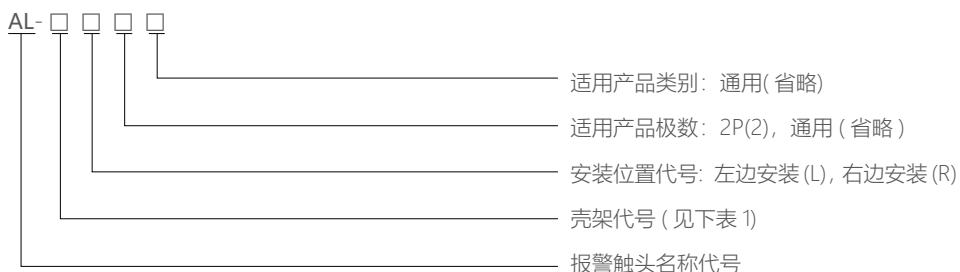 AL- □ □ □ □
适用产品类别：通用( 省略)
适用产品极数：2P(2)，通用 ( 省略 )
安装位置代号: 左边安装 (L) , 右边安装 (R)
壳架代号 ( 见下表 1)
报警触头名称代号